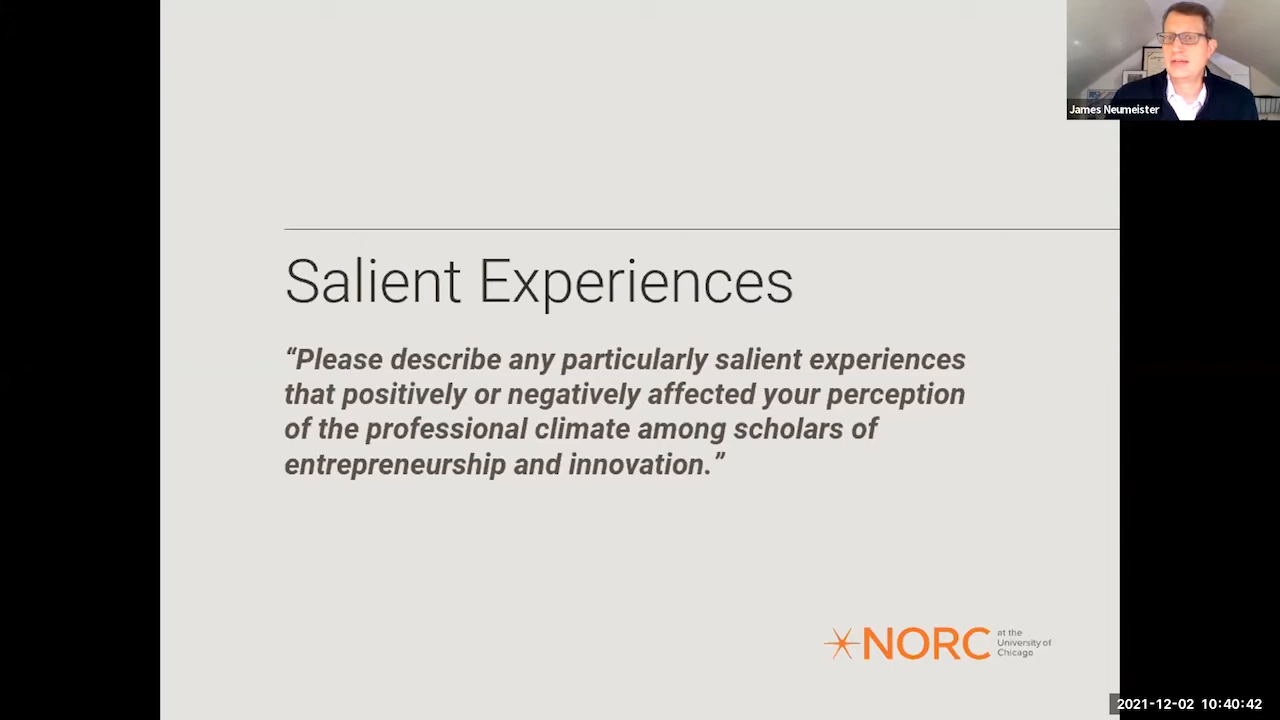 James Neumeister
Salient Experiences
“Please describe any particularly salient experiences
that positively or negatively affected your perception
of the professional climate among scholars of
entrepreneurship and innovation.”
NORC
at the
University of
Chicago
2021-12-02 10:40:42